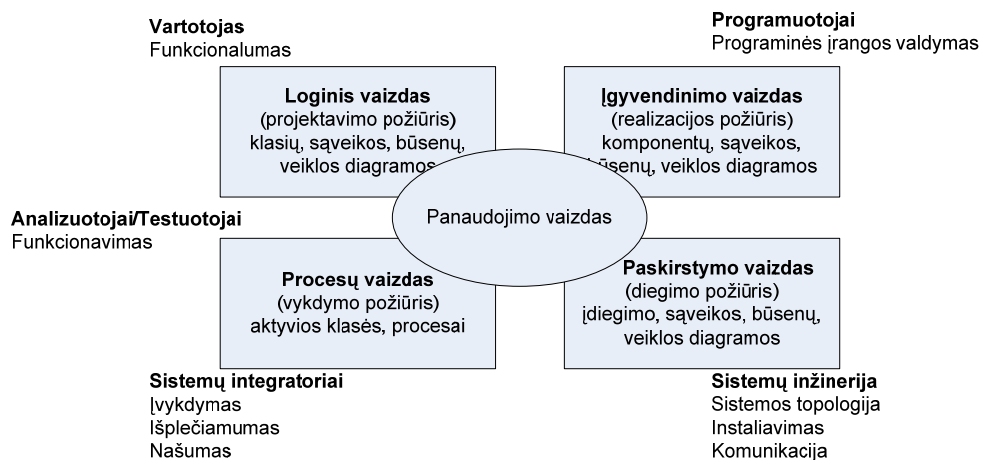 Vartotojas
Funkcionalumas
Programuotojai
Programinės įrangos valdymas
Loginis vaizdas
(projektavimo požiūris)
klasių, sąveikos, būsenų,
veiklos diagramos
Įgyvendinimo vaizdas
(realizacijos požiūris)
komponentų, sąveikos,
būsenų, veiklos diagramos
Panaudojimo vaizdas
Analizuotojai/Testuotojai
Funkcionavimas
Procesų vaizdas
(vykdymo požiūris)
aktyvios klasės, procesai
Paskirstymo vaizdas
(diegimo požiūris)
įdiegimo, sąveikos, būsenų,
veiklos diagramos
Sistemų integratoriai
Įvykdymas
Išplečiamumas
Našumas
Sistemų inžinerija
Sistemos topologija
Instaliavimas
Komunikacija